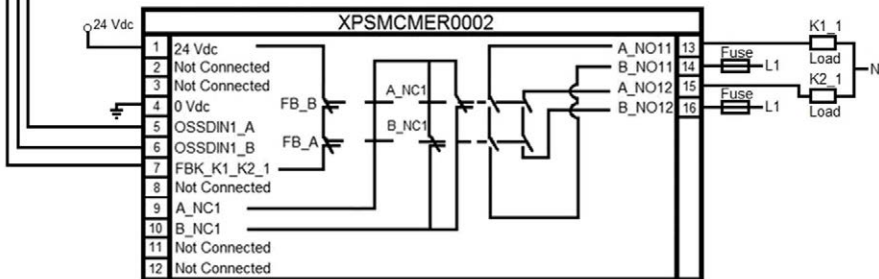 24 Vdc
XPSMCMER0002
K1_1
1 24 Vdc
A_NO11 13
Fuse
Load
N
2 Not Connected
B_NO11 14
L1
3 Not Connected
A_NC1
A_NO12 15
K2_1
4 0 Vdc
FB_B
B_NO12 16
Fuse
L1
Load
5 OSSDIN1_A
B_NC1
6 OSSDIN1_B
FB_A
7 FBK_K1_K2_1
8 Not Connected
9 A_NC1
10 B_NC1
11 Not Connected
12 Not Connected